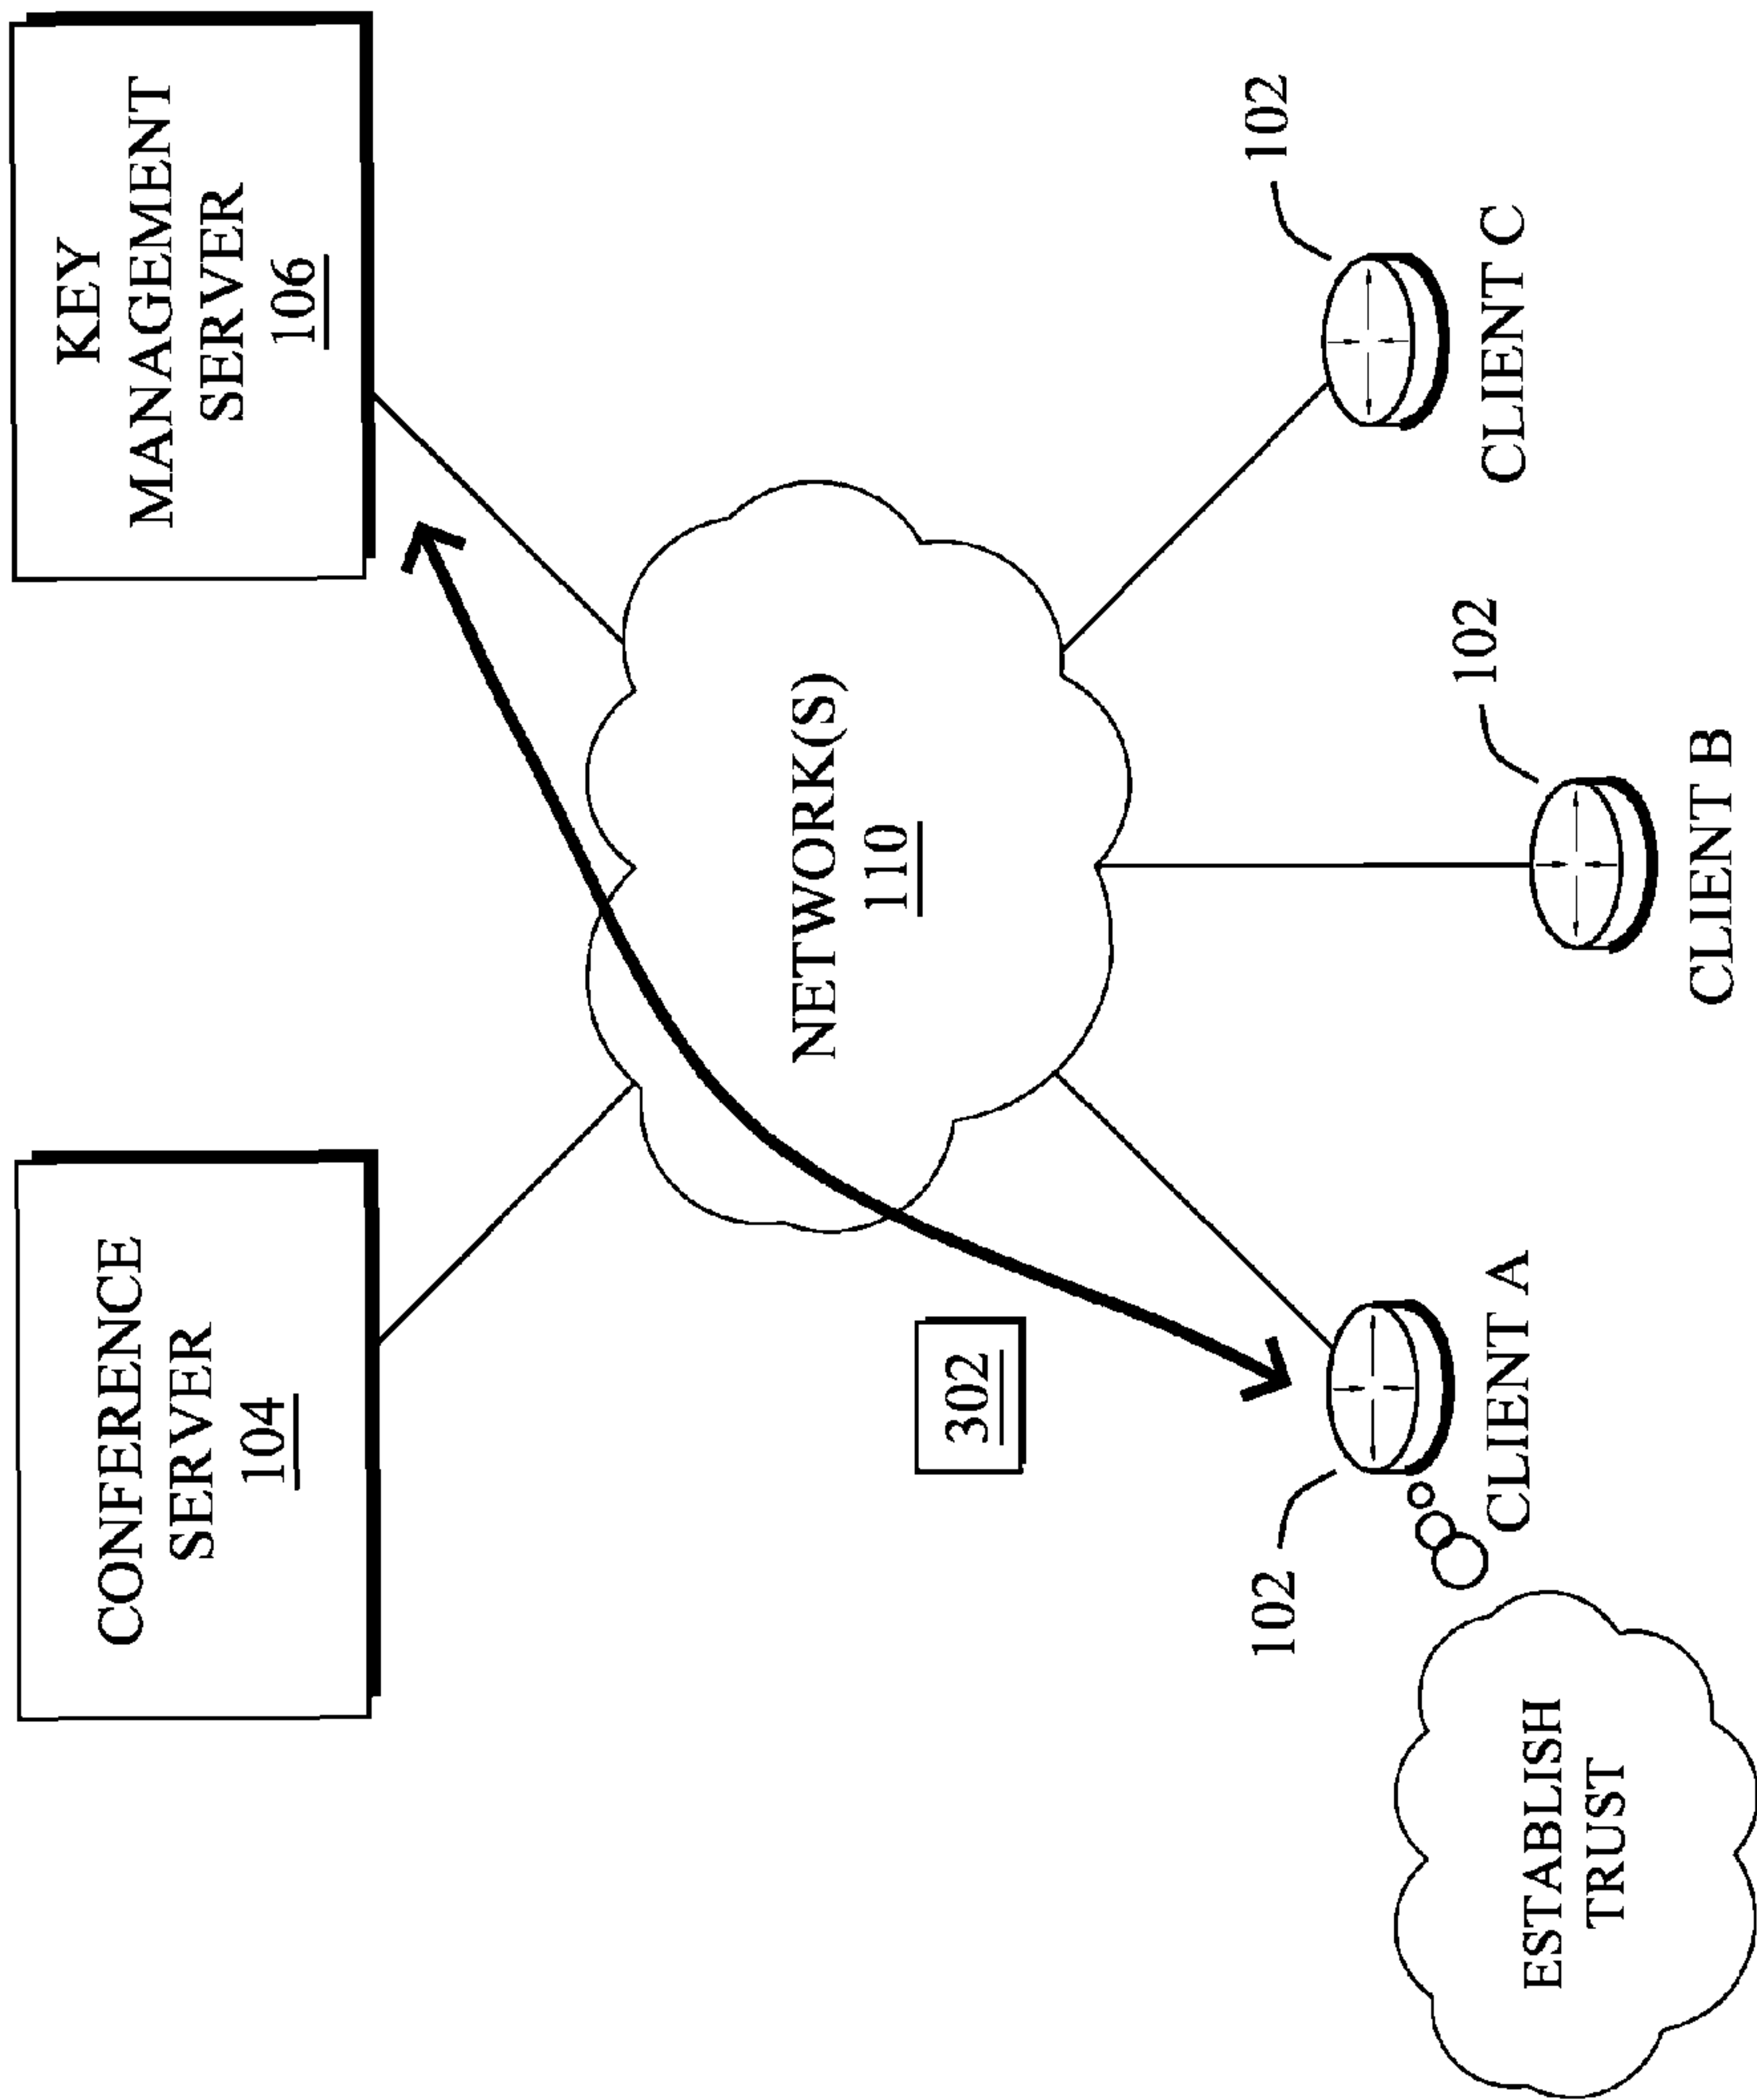 CONFERENCE
SERVER
104
KEY
MANAGEMENT
SERVER
106
NETWORK(S)
110
302
102
CLIENT A
102
CLIENT B
102
CLIENT C
ESTABLISH
TRUST